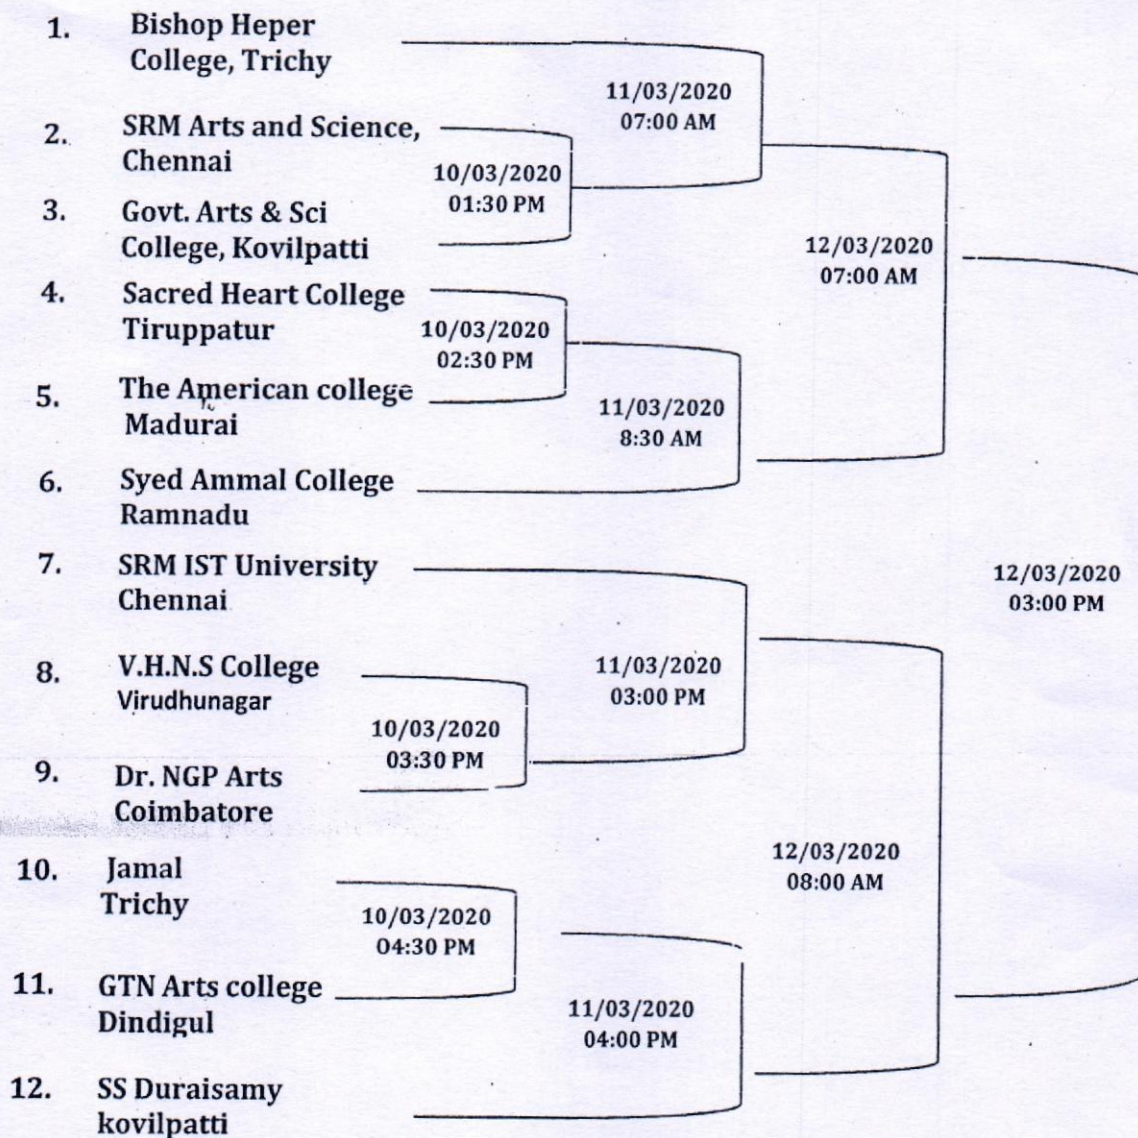 1. Bishop Heper
College, Trichy
11/03/2020
07:00 AM
2. SRM Arts and Science,
Chennai
10/03/2020
01:30 PM
3. Govt. Arts & Sci
College, Kovilpatti
12/03/2020
07:00 AM
4. Sacred Heart College
Tiruppatur
10/03/2020
02:30 PM
5. The American college
Madurai
11/03/2020
8:30 AM
6. Syed Ammal College
Ramnadu
7. SRM IST University
Chennai
12/03/2020
03:00 PM
8. V.H.N.S College
Virudhunagar
11/03/2020
03:00 PM
10/03/2020
03:30 PM
9. Dr. NGP Arts
Coimbatore
12/03/2020
08:00 AM
10. Jamal
Trichy
10/03/2020
04:30 PM
11. GTN Arts college
Dindigul
11/03/2020
04:00 PM
12. SS Duraisamy
kovilpatti